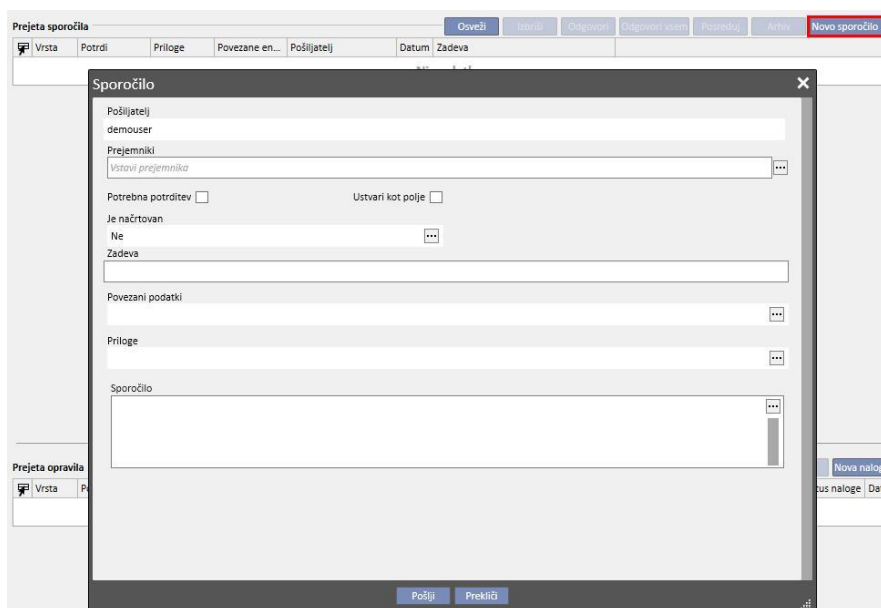 Prejeta sporočila Osveži Izbriši Odgovori Odgovori vsem Posreduj Arhiv Novo sporočilo
Vrsta Potrdi Priloge Povezane en... Pošiljatelj Datum Zadeva
Sporočilo
Pošiljatelj
demouser
Prejemniki
Vstavi prejemnika ...
Potrebna potrditev Ustvari kot polje
Je načrtovan
Ne ...
Zadeva
Povezani podatki
...
Priloge
...
Sporočilo
...
Prejeta opravila Nova nalog
Vrsta tus naloge Dat
Pošlji Prekliči